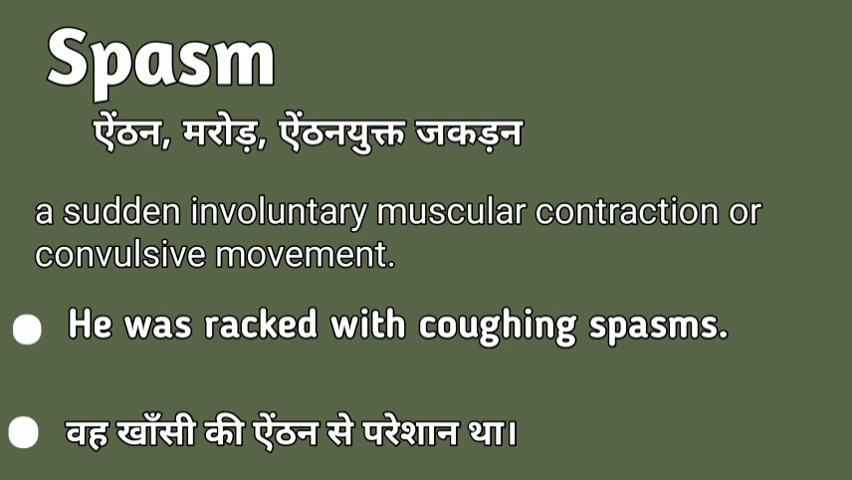 Spasm
ऐंठन, मरोड़, ऐंठनयुक्त जकड़न
a sudden involuntary muscular contraction or
convulsive movement.
He was racked with coughing spasms.
वह खाँसी की ऐंठन से परेशान था।